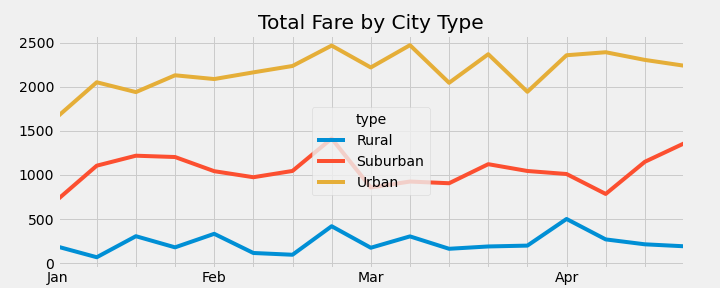 Total Fare by City Type
2500
2000
1500
1000
500
0
type
Rural
Suburban
Urban
Jan Feb Mar Apr